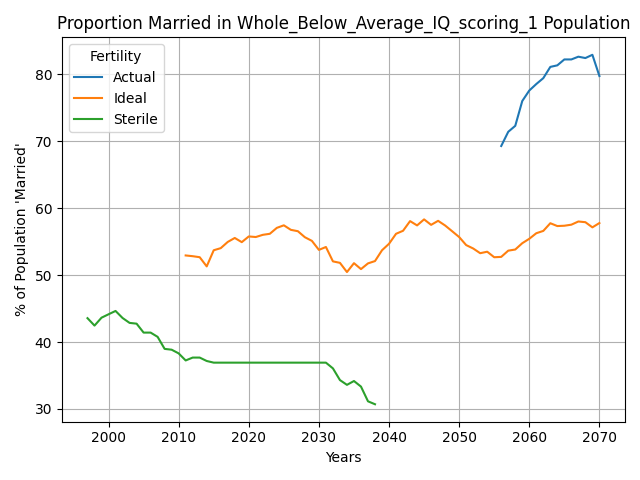 Proportion Married in Whole_Below_Average_IQ_scoring_1 Population
Fertility
Actual
Ideal
Sterile
% of Population 'Married'
80
70
60
50
40
30
2000
2010
2020
2030
2040
2050
2060
2070
Years